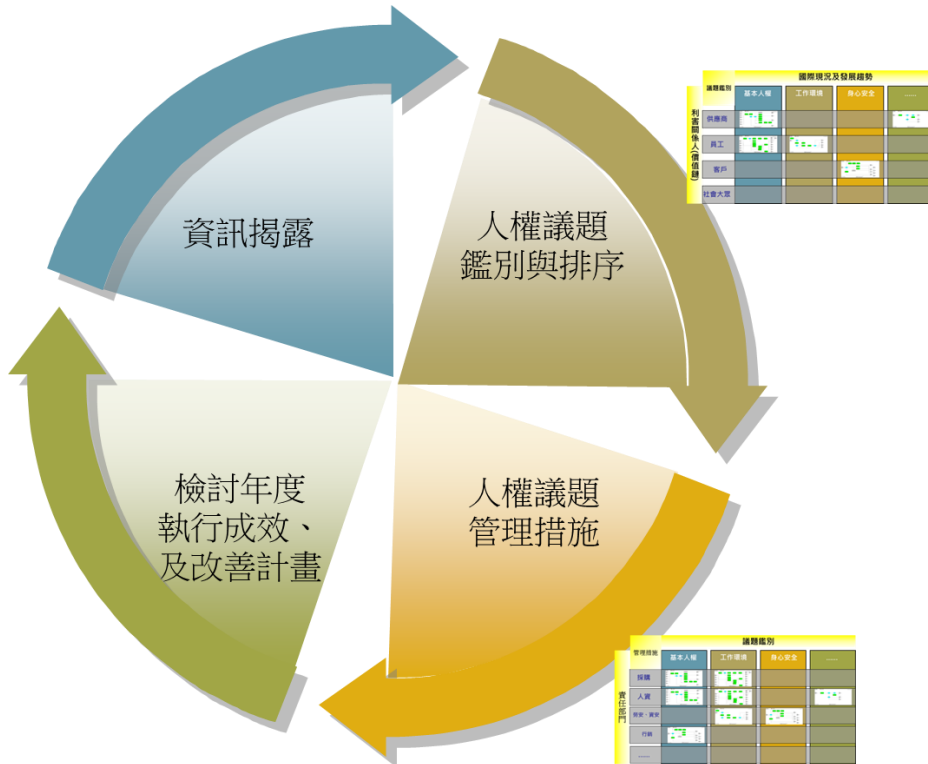 資訊揭露
人權議題
鑑別與排序
人權議題
管理措施
檢討年度
執行成效、
及改善計畫
國際現況及發展趨勢
議題鑑別
基本人權
工作環境
身心安全
......
利害關係人(價值鏈)
供應商
員工
客戶
社會大眾
議題鑑別
管理措施
基本人權
工作環境
身心安全
......
責任部門
採購
人資
勞安、資安
行銷
......